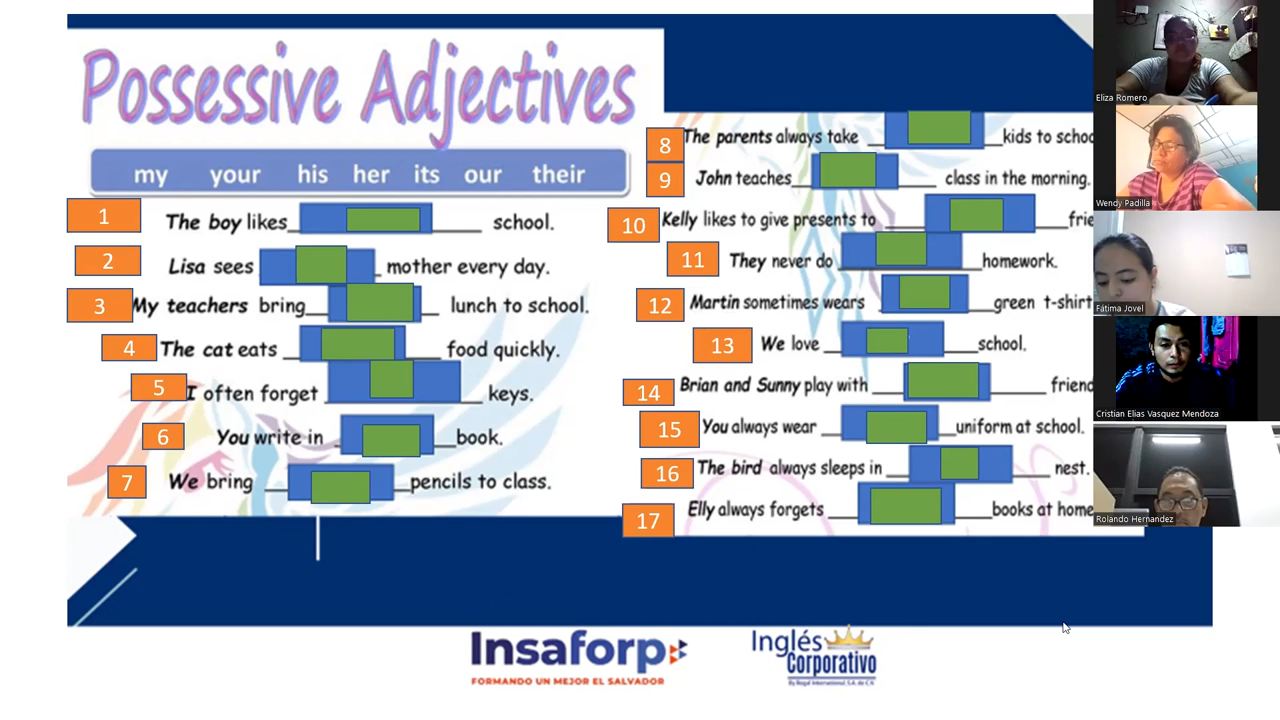 Possessive Adjectives
my your his her its our their
1 The boy likes school.
2 Lisa sees mother every day.
3 My teachers bring lunch to school.
4 The cat eats food quickly.
5 I often forget keys.
6 You write in book.
7 We bring pencils to class.
8 The parents always take kids to schoo
9 John teaches class in the morning.
10 Kelly likes to give presents to frie
11 They never do homework.
12 Martin sometimes wears green t-shirt
13 We love school.
14 Brian and Sunny play with friend
15 You always wear uniform at school.
16 The bird always sleeps in nest.
17 Elly always forgets books at home
Insaforp
FORMANDO UN MEJOR EL SALVADOR
Inglés
Corporativo
By Regal International, S.A. de C.V.
Eliza Romero
Wendy Padilla
Fátima Jovel
Cristian Elias Vasquez Mendoza
Rolando Hernandez